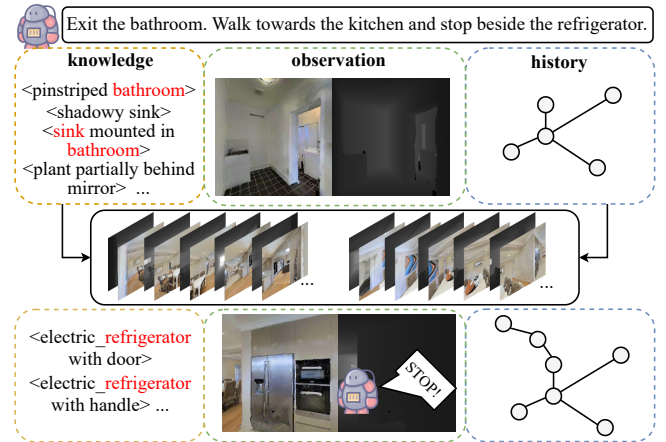 Exit the bathroom. Walk towards the kitchen and stop beside the refrigerator.
knowledge
observation
history
<pinstriped bathroom>
<shadowy sink>
<sink mounted in
bathroom>
<plant partially behind
mirror> ...
...
...
<electric_refrigerator
with door>
<electric_refrigerator
with handle> ...
STOP!